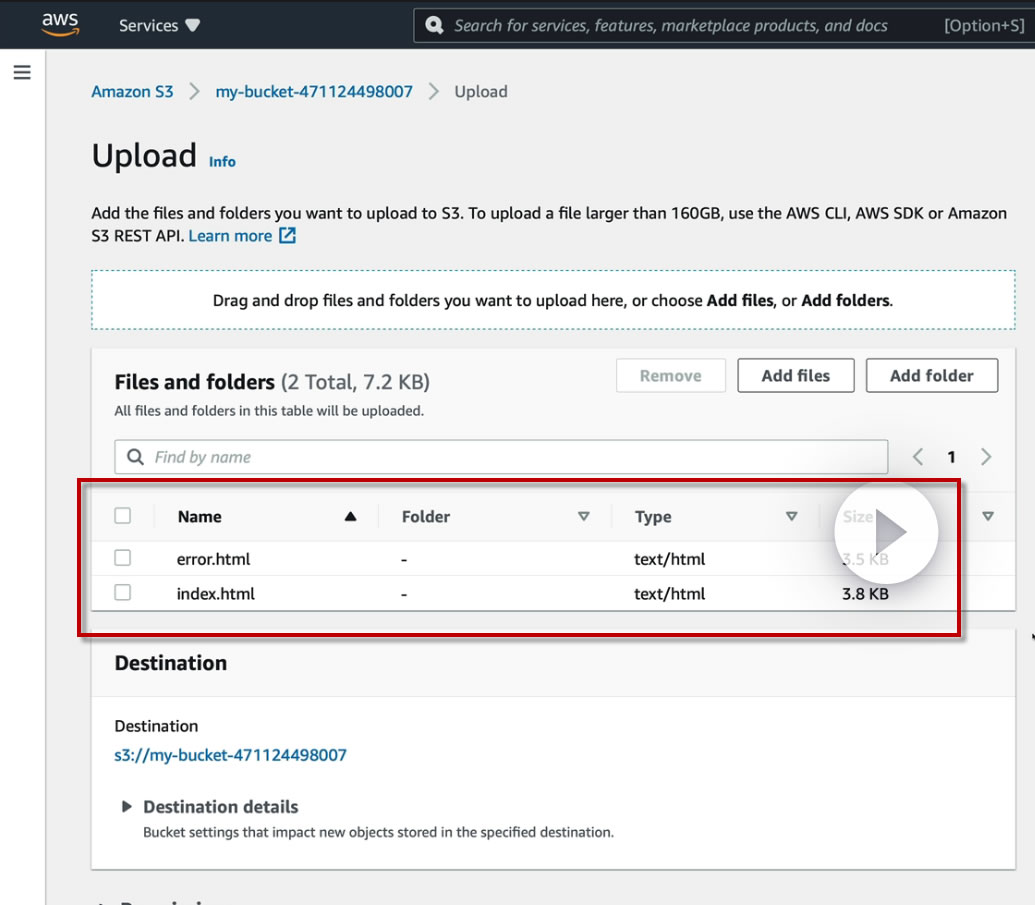 aws
Services
Search for services, features, marketplace products, and docs [Option+S]
Amazon S3 my-bucket-471124498007 Upload
Upload Info
Add the files and folders you want to upload to S3. To upload a file larger than 160GB, use the AWS CLI, AWS SDK or Amazon
S3 REST API. Learn more
Drag and drop files and folders you want to upload here, or choose Add files, or Add folders.
Files and folders (2 Total, 7.2 KB)
Remove Add files Add folder
All files and folders in this table will be uploaded.
Find by name
1
Name Folder Type Size
error.html - text/html 3.5 KB
index.html - text/html 3.8 KB
Destination
Destination
s3://my-bucket-471124498007
Destination details
Bucket settings that impact new objects stored in the specified destination.